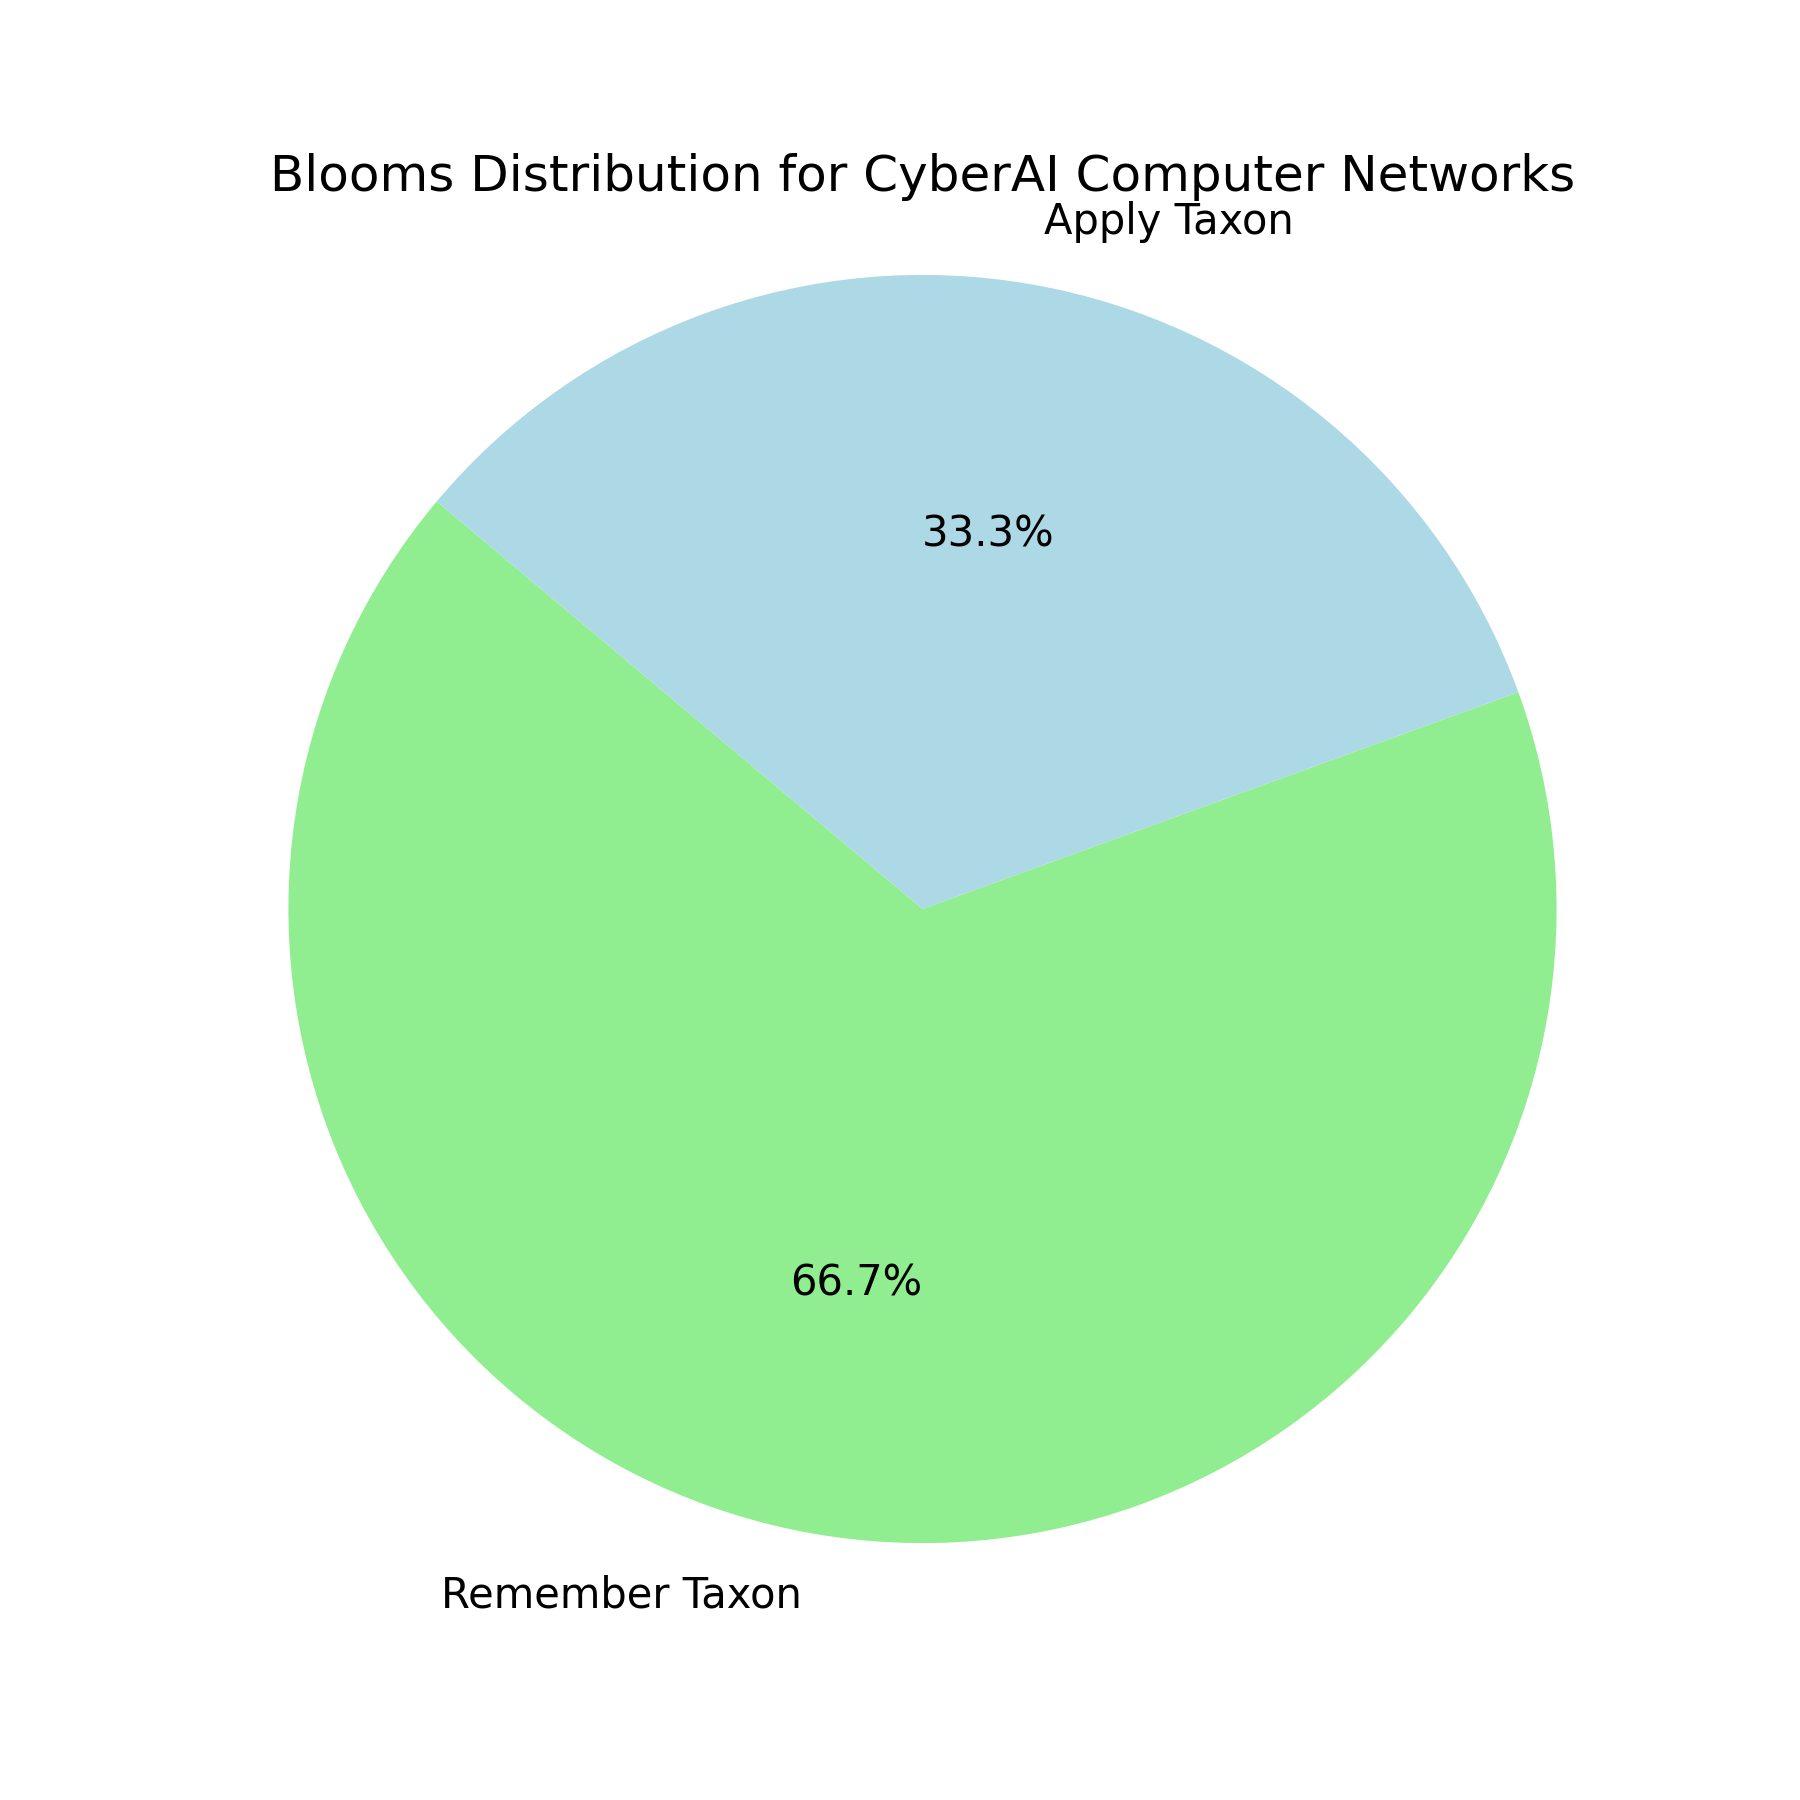 Blooms Distribution for CyberAI Computer Networks
Apply Taxon
33.3%
66.7%
Remember Taxon